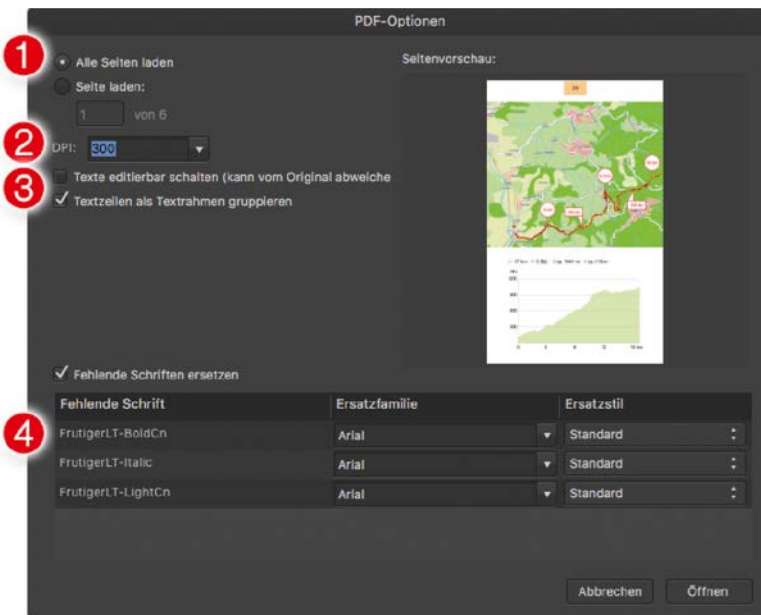 PDF-Optionen
1
Alle Seiten laden
Seite laden:
1 von 6
2
DPI: 300
3
Texte editierbar schalten (kann vom Original abweiche
Textzeilen als Textrahmen gruppieren
Seitenvorschau:
Fehlende Schriften ersetzen
Fehlende Schrift Ersatzfamilie Ersatzstil
4
FrutigerLT-BoldCn Arial Standard
FrutigerLT-Italic Arial Standard
FrutigerLT-LightCn Arial Standard
Abbrechen Öffnen